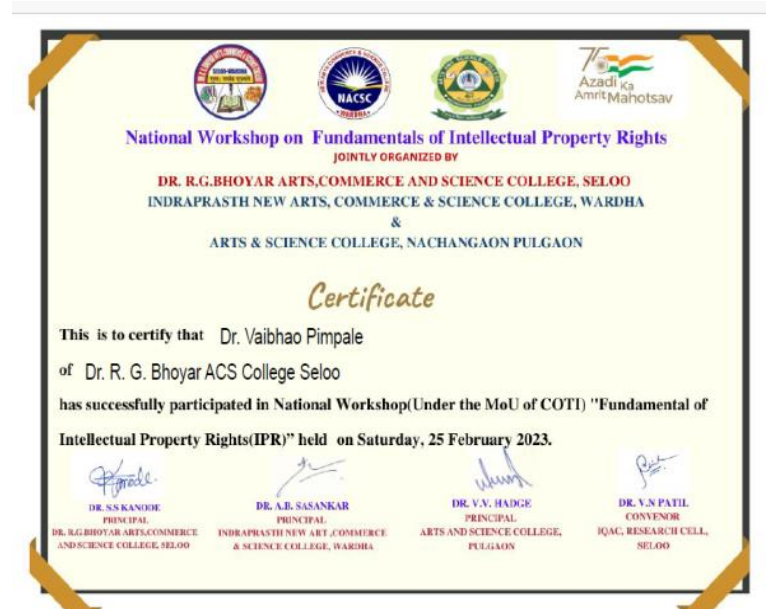 SELOO-WARDHA
NACSC
WARDHA
75
Azadi Ka
Amrit Mahotsav
National Workshop on Fundamentals of Intellectual Property Rights
JOINTLY ORGANIZED BY
DR. R.G.BHOYAR ARTS,COMMERCE AND SCIENCE COLLEGE, SELOO
INDRAPRASTH NEW ARTS, COMMERCE & SCIENCE COLLEGE, WARDHA
&
ARTS & SCIENCE COLLEGE, NACHANGAON PULGAON
Certificate
This is to certify that Dr. Vaibhao Pimpale
of Dr. R. G. Bhoyar ACS College Seloo
has successfully participated in National Workshop(Under the MoU of COTI) "Fundamental of
Intellectual Property Rights(IPR)” held on Saturday, 25 February 2023.
DR. S.S KANODE
PRINCIPAL
DR. R.G.BHOYAR ARTS,COMMERCE
AND SCIENCE COLLEGE, SELOO
DR. A.B. SASANKAR
PRINCIPAL
INDRAPRASTH NEW ART ,COMMERCE
& SCIENCE COLLEGE, WARDHA
DR. V.V. HADGE
PRINCIPAL
ARTS AND SCIENCE COLLEGE,
PULGAON
DR. V.N PATIL
CONVENOR
IQAC, RESEARCH CELL,
SELOO